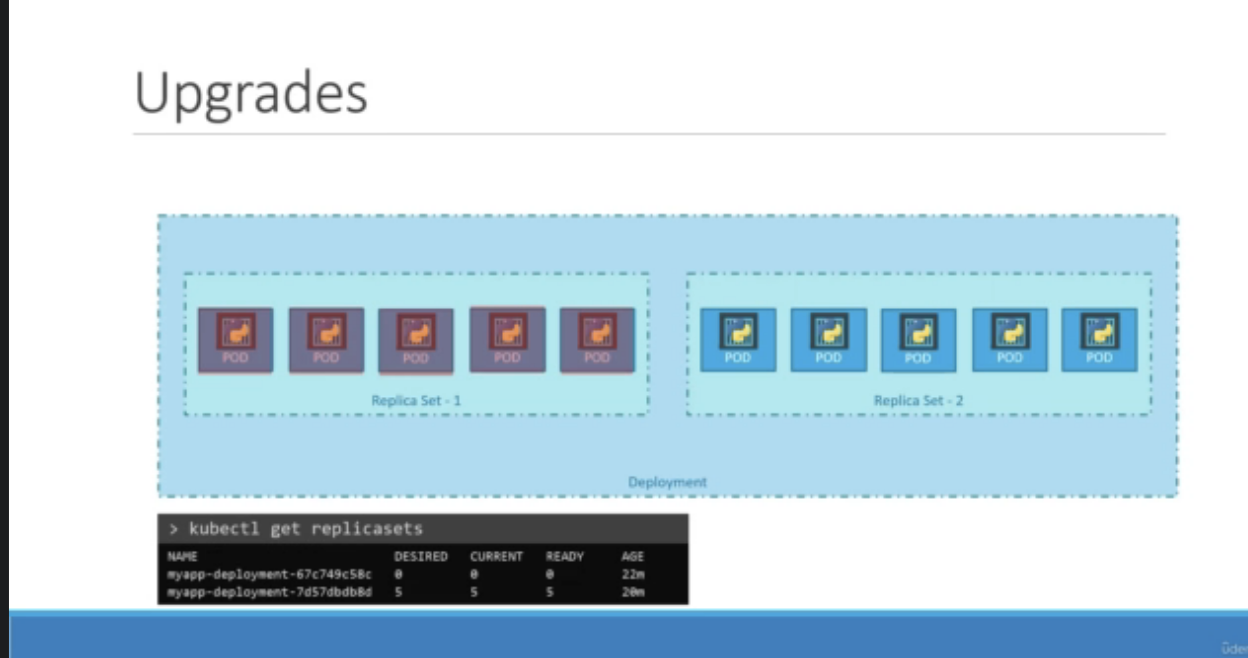 Upgrades
POD POD POD POD POD POD POD POD POD POD
Replica Set - 1 Replica Set - 2
Deployment
> kubectl get replicasets
NAME DESIRED CURRENT READY AGE
myapp-deployment-67c749c58c 0 0 0 22m
myapp-deployment-7d57dbdb8d 5 5 5 20m